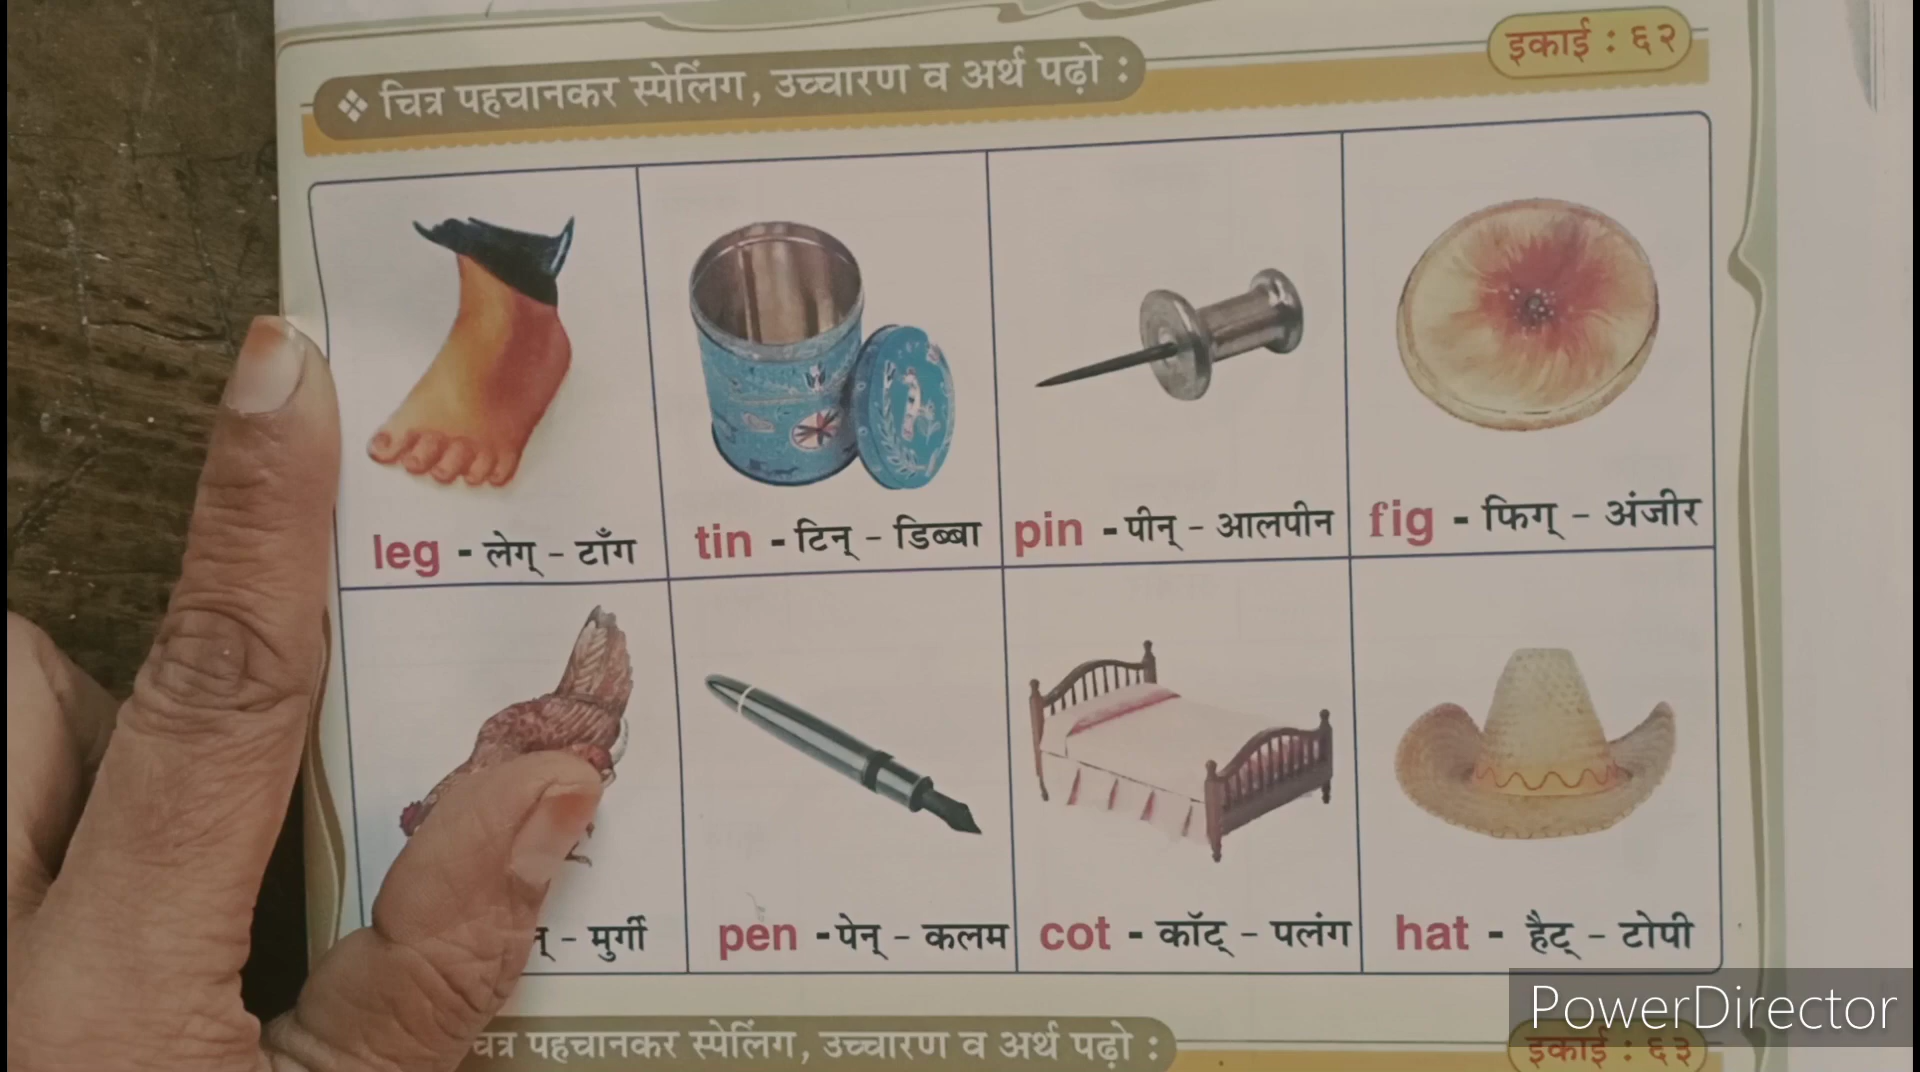 इकाई : ६२
❖ चित्र पहचानकर स्पेलिंग, उच्चारण व अर्थ पढ़ो :
leg - लेग् - टाँग
tin - टिन् - डिब्बा
pin - पीन् - आलपीन
fig - फिग् - अंजीर
न् - मुर्गी
pen - पेन् - कलम
cot - कॉट् - पलंग
hat - हैट् - टोपी
पहचानकर स्पेलिंग, उच्चारण व अर्थ पढ़ो :
इकाई : ६३
PowerDirector